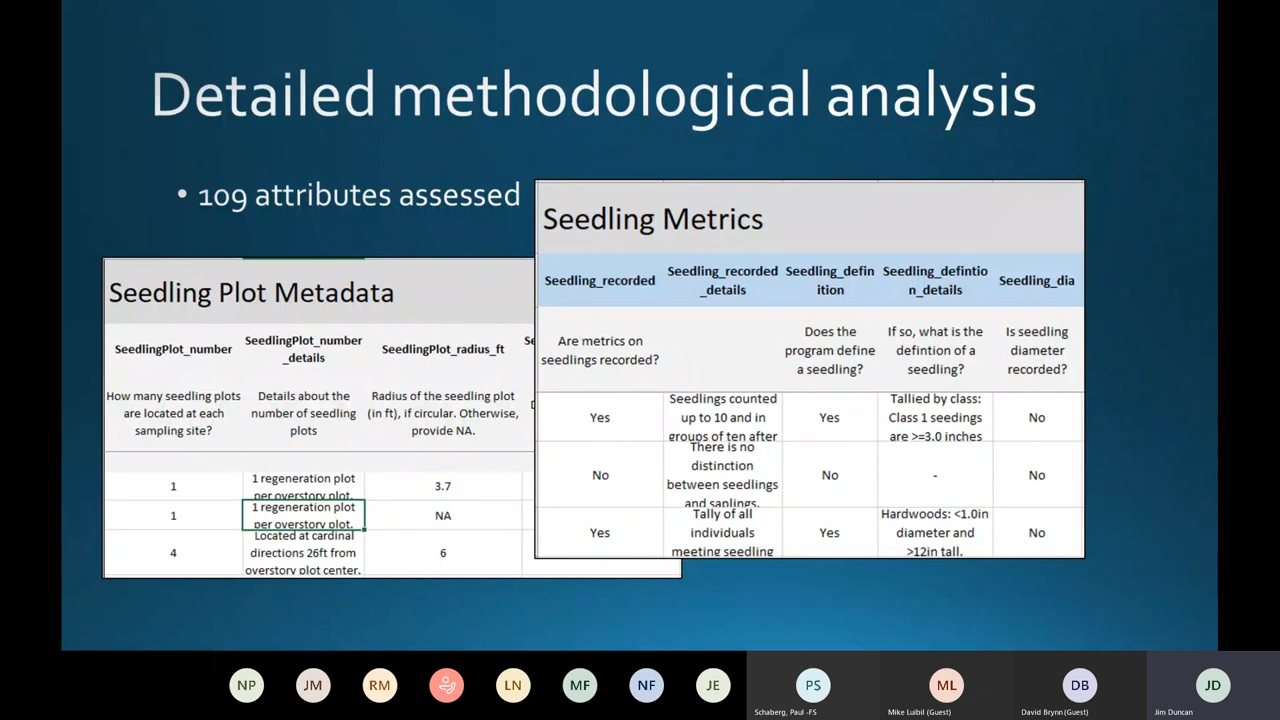 Detailed methodological analysis
• 109 attributes assessed
Seedling Plot Metadata
SeedlingPlot_number
SeedlingPlot_number
_details
SeedlingPlot_radius_ft
How many seedling plots
are located at each
sampling site?
Details about the
number of seedling
plots
Radius of the seedling plot
(in ft), if circular. Otherwise,
provide NA.
1
1 regeneration plot
per overstory plot.
3.7
1
1 regeneration plot
per overstory plot.
NA
4
Located at cardinal
directions 26ft from
overstory plot center.
6
Seedling Metrics
Seedling_recorded
Seedling_recorded
_details
Seedling_defin
ition
Seedling_defintio
n_details
Seedling_dia
Are metrics on
seedlings recorded?
Does the
program define
a seedling?
If so, what is the
defintion of a
seedling?
Is seedling
diameter
recorded?
Yes
Seedlings counted
up to 10 and in
groups of ten after
Yes
Tallied by class:
Class 1 seedings
are >=3.0 inches
No
No
There is no
distinction
between seedlings
and saplings.
No
-
No
Yes
Tally of all
individuals
meeting seedling
Yes
Hardwoods: <1.0in
diameter and
>12in tall.
No
NP
JM
RM
LN
MF
NF
JE
PS
Schaberg, Paul -FS
ML
Mike Luibil (Guest)
DB
David Brynn (Guest)
JD
Jim Duncan